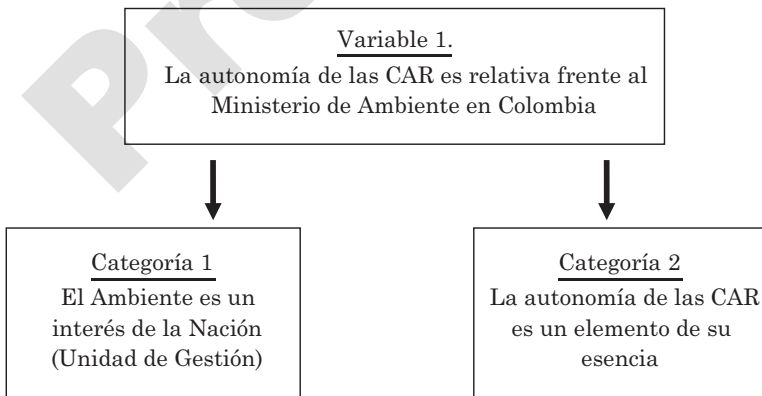 Variable 1.
La autonomía de las CAR es relativa frente al
Ministerio de Ambiente en Colombia
Categoría 1
El Ambiente es un
interés de la Nación
(Unidad de Gestión)
Categoría 2
La autonomía de las CAR
es un elemento de su
esencia